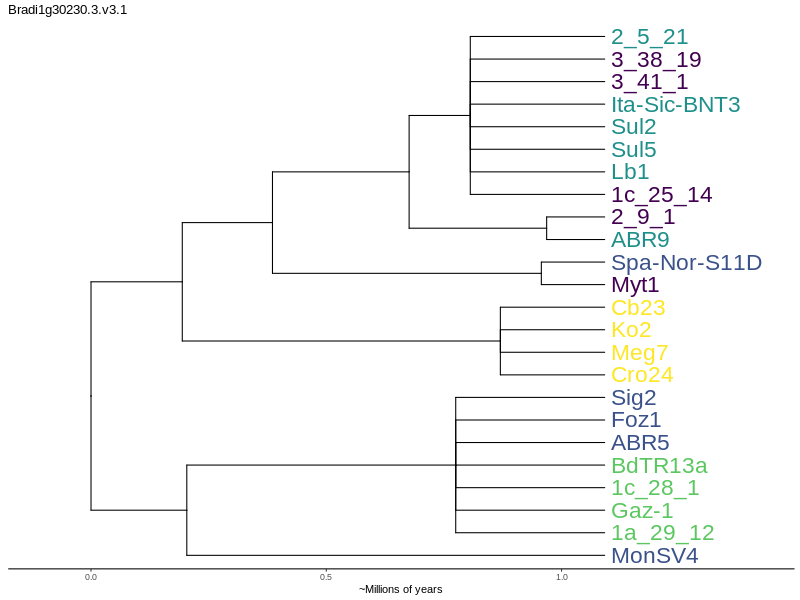 Bradi1g30230.3.v3.1
2_5_21
3_38_19
3_41_1
Ita-Sic-BNT3
Sul2
Sul5
Lb1
1c_25_14
2_9_1
ABR9
Spa-Nor-S11D
Myt1
Cb23
Ko2
Meg7
Cro24
Sig2
Foz1
ABR5
BdTR13a
1c_28_1
Gaz-1
1a_29_12
MonSV4
0.0 0.5 1.0
~Millions of years